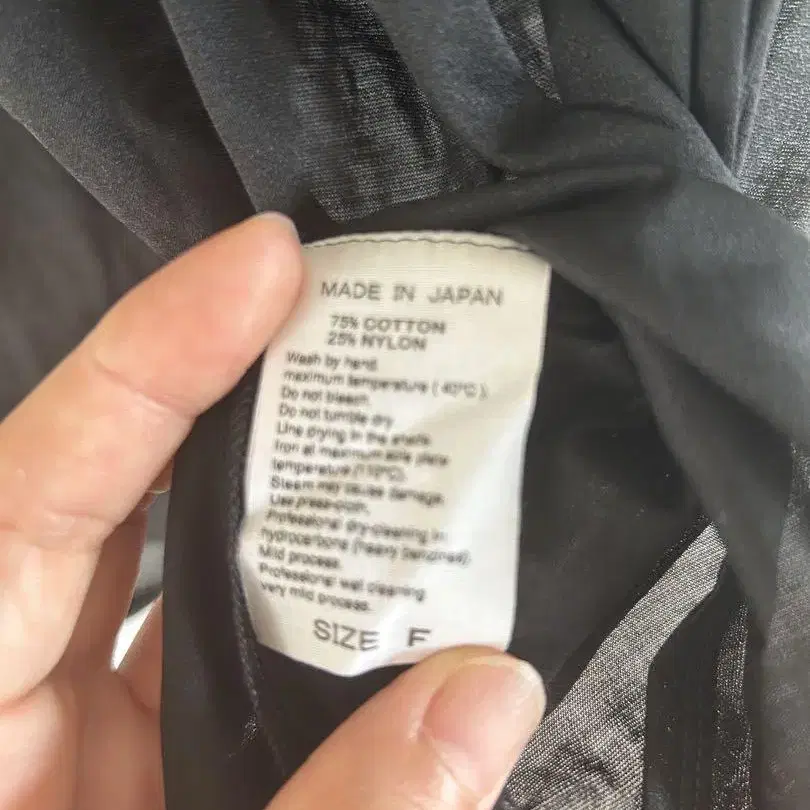 MADE IN JAPAN
75% COTTON
25% NYLON
Wash by hand
maximum temperature ( 40°C ).
Do not bleach.
Do not tumble dry
Line drying in the shade
Iron at maximum sole plate
temperature (110°C).
Steam may cause damage.
Use press-cloth.
Professional dry-cleaning in
hydrocarbons (heavy benzines).
Mild process.
Professional wet cleaning
very mild process.
SIZE F